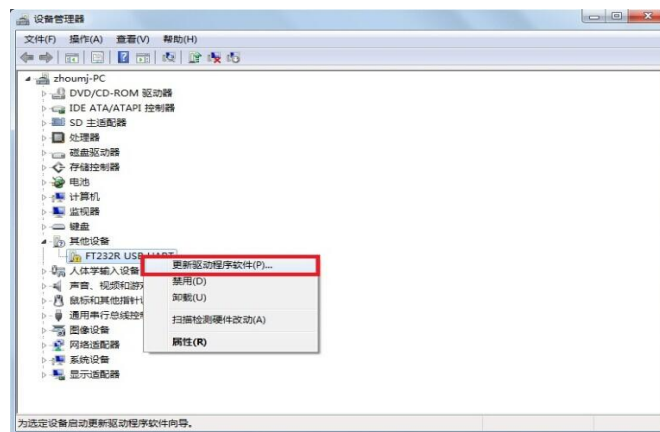 设备管理器
文件(F) 操作(A) 查看(V) 帮助(H)
zhoumj-PC
DVD/CD-ROM 驱动器
IDE ATA/ATAPI 控制器
SD 主适配器
处理器
磁盘驱动器
存储控制器
电池
计算机
监视器
键盘
其他设备
FT232R USB UART
更新驱动程序软件(P)...
人体学输入设备
禁用(D)
声音、视频和游
卸载(U)
鼠标和其他指针
通用串行总线控
扫描检测硬件改动(A)
图像设备
网络适配器
属性(R)
系统设备
显示适配器
为选定设备启动更新驱动程序软件向导。